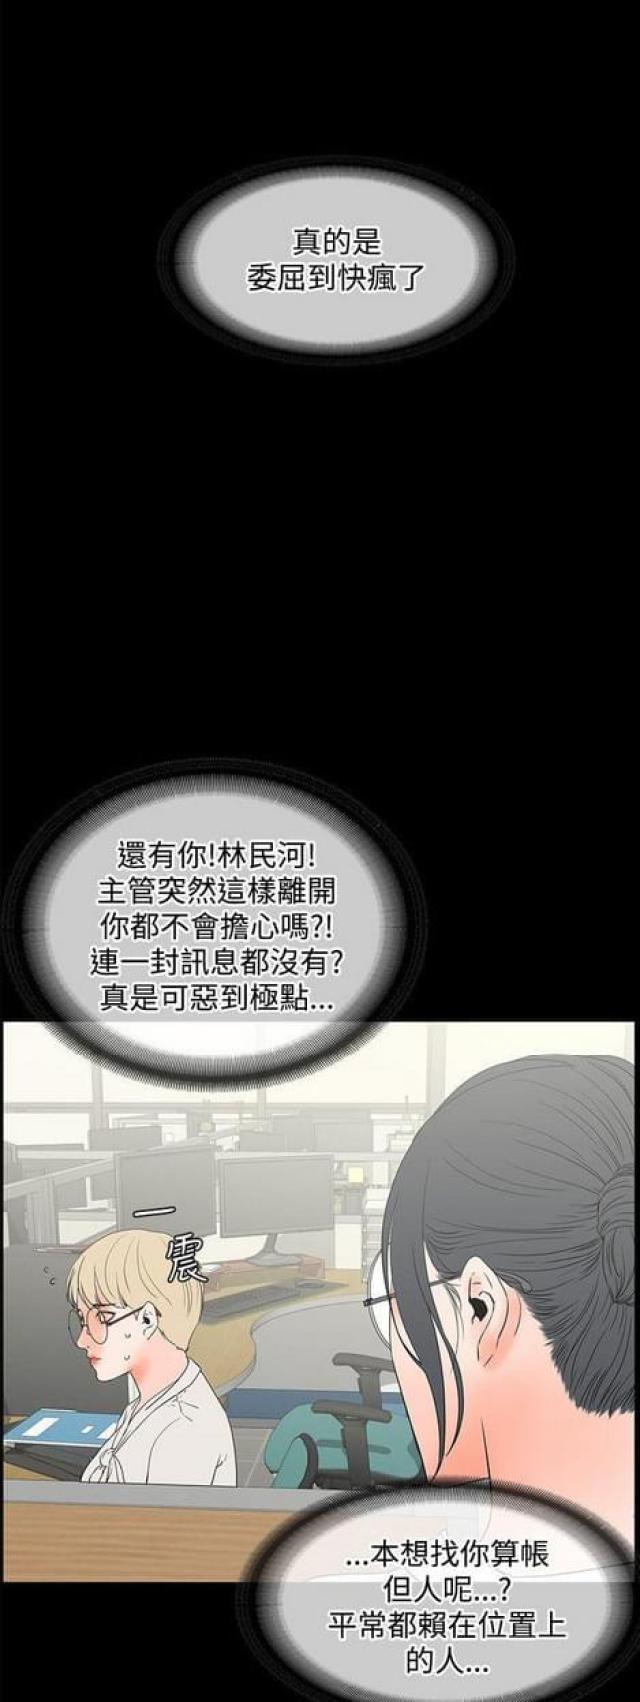 真的是
委屈到快瘋了
還有你!林民河!
主管突然這樣離開
你都不會擔心嗎?!
連一封訊息都沒有?
真是可惡到極點...
一震
...本想找你算帳
但人呢...?
平常都賴在位置上
的人...